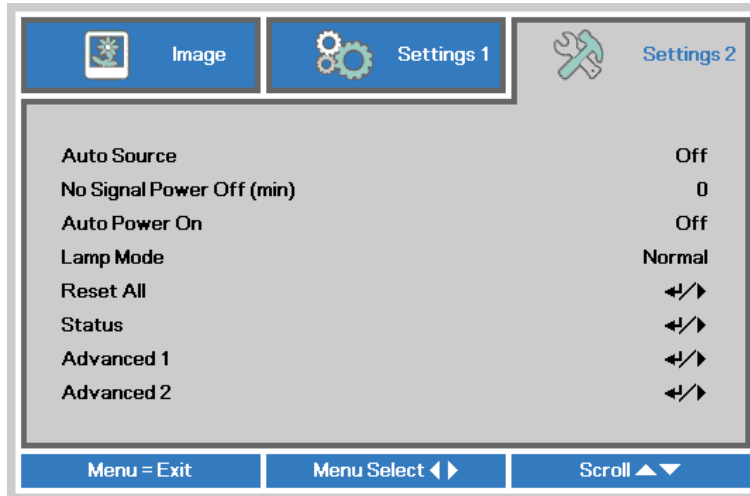 Image Settings 1 Settings 2
Auto Source Off
No Signal Power Off (min) 0
Auto Power On Off
Lamp Mode Normal
Reset All ↵/▶
Status ↵/▶
Advanced 1 ↵/▶
Advanced 2 ↵/▶
Menu = Exit Menu Select ◀▶ Scroll ▲▼